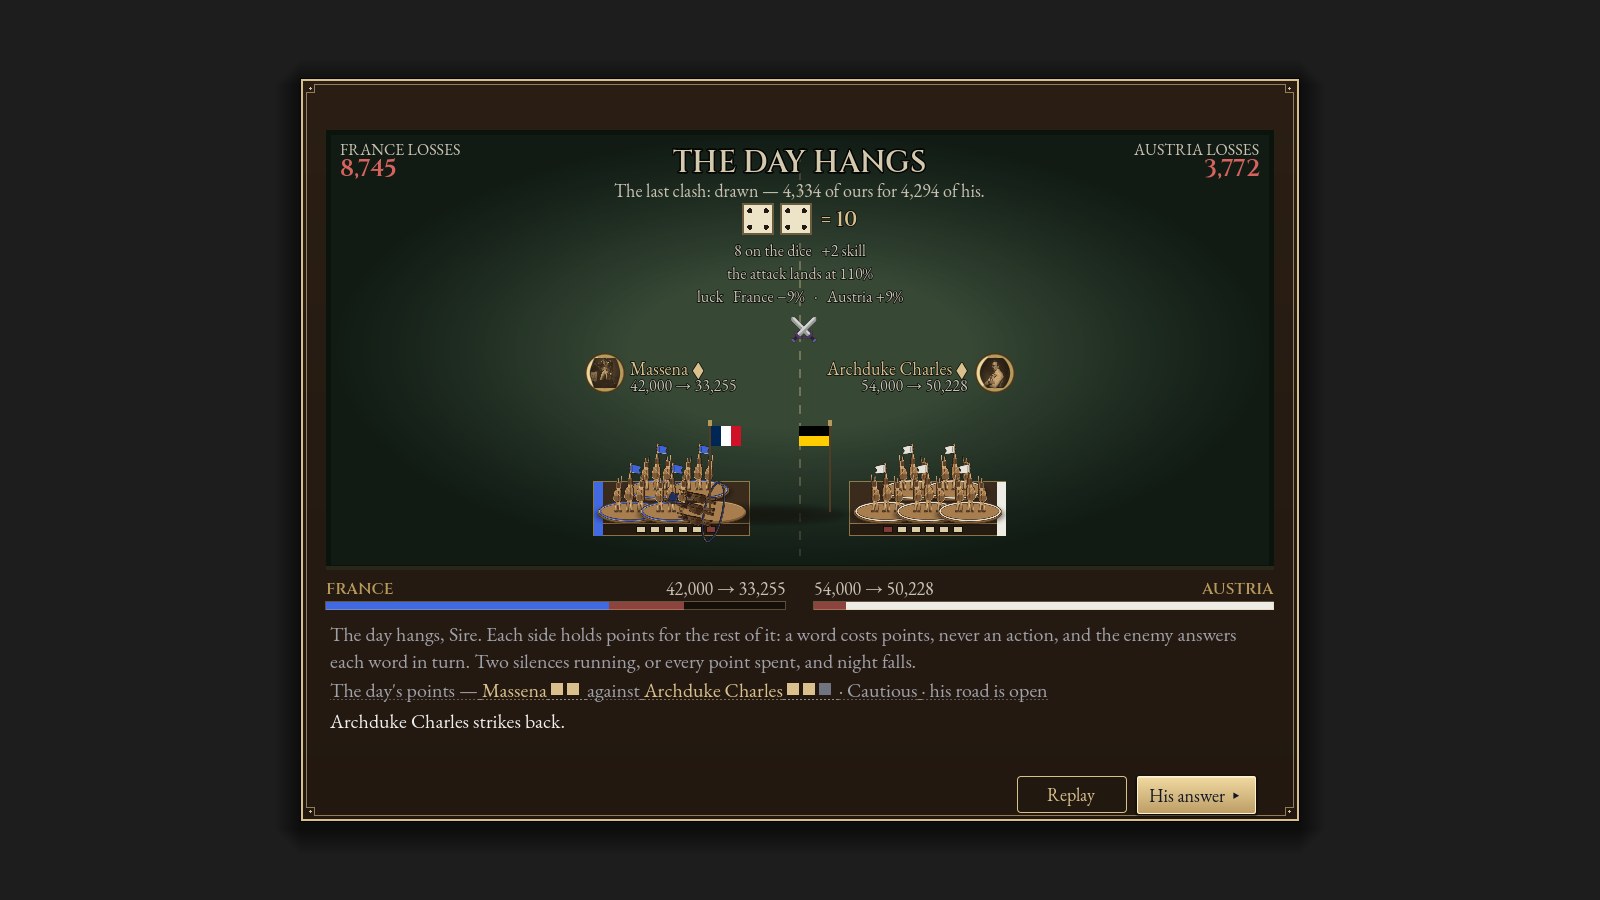 FRANCE LOSSES
8,745
THE DAY HANGS
AUSTRIA LOSSES
3,772
The last clash: drawn — 4,334 of ours for 4,294 of his.
= 10
8 on the dice +2 skill
the attack lands at 110%
luck France −9% · Austria +9%
Massena
42,000 → 33,255
Archduke Charles
54,000 → 50,228
FRANCE 42,000 → 33,255
54,000 → 50,228 AUSTRIA
The day hangs, Sire. Each side holds points for the rest of it: a word costs points, never an action, and the enemy answers
each word in turn. Two silences running, or every point spent, and night falls.
The day's points — Massena against Archduke Charles · Cautious · his road is open
Archduke Charles strikes back.
Replay
His answer ▸